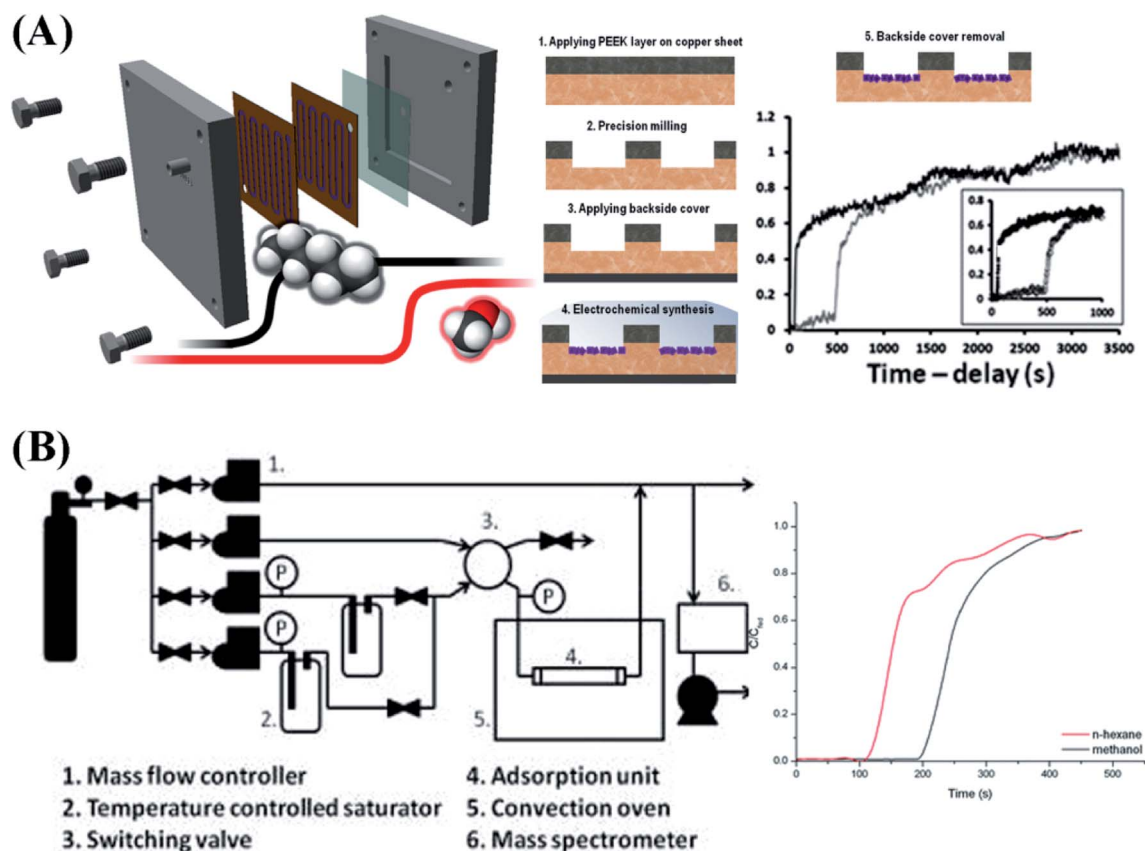 (A)
1. Applying PEEK layer on copper sheet
2. Precision milling
3. Applying backside cover
4. Electrochemical synthesis
5. Backside cover removal
1.2
1
0.8
0.6
0.4
0.2
0
0 500 1000 1500 2000 2500 3000 3500
Time – delay (s)
0.8
0.6
0.4
0.2
0
0 500 1000
(B)
1.
P
P
2.
3.
P
4.
5.
6.
1. Mass flow controller
2. Temperature controlled saturator
3. Switching valve
4. Adsorption unit
5. Convection oven
6. Mass spectrometer
C/Cfed
1.0
0.8
0.6
0.4
0.2
0.0
0 100 200 300 400 500
Time (s)
n-hexane
methanol